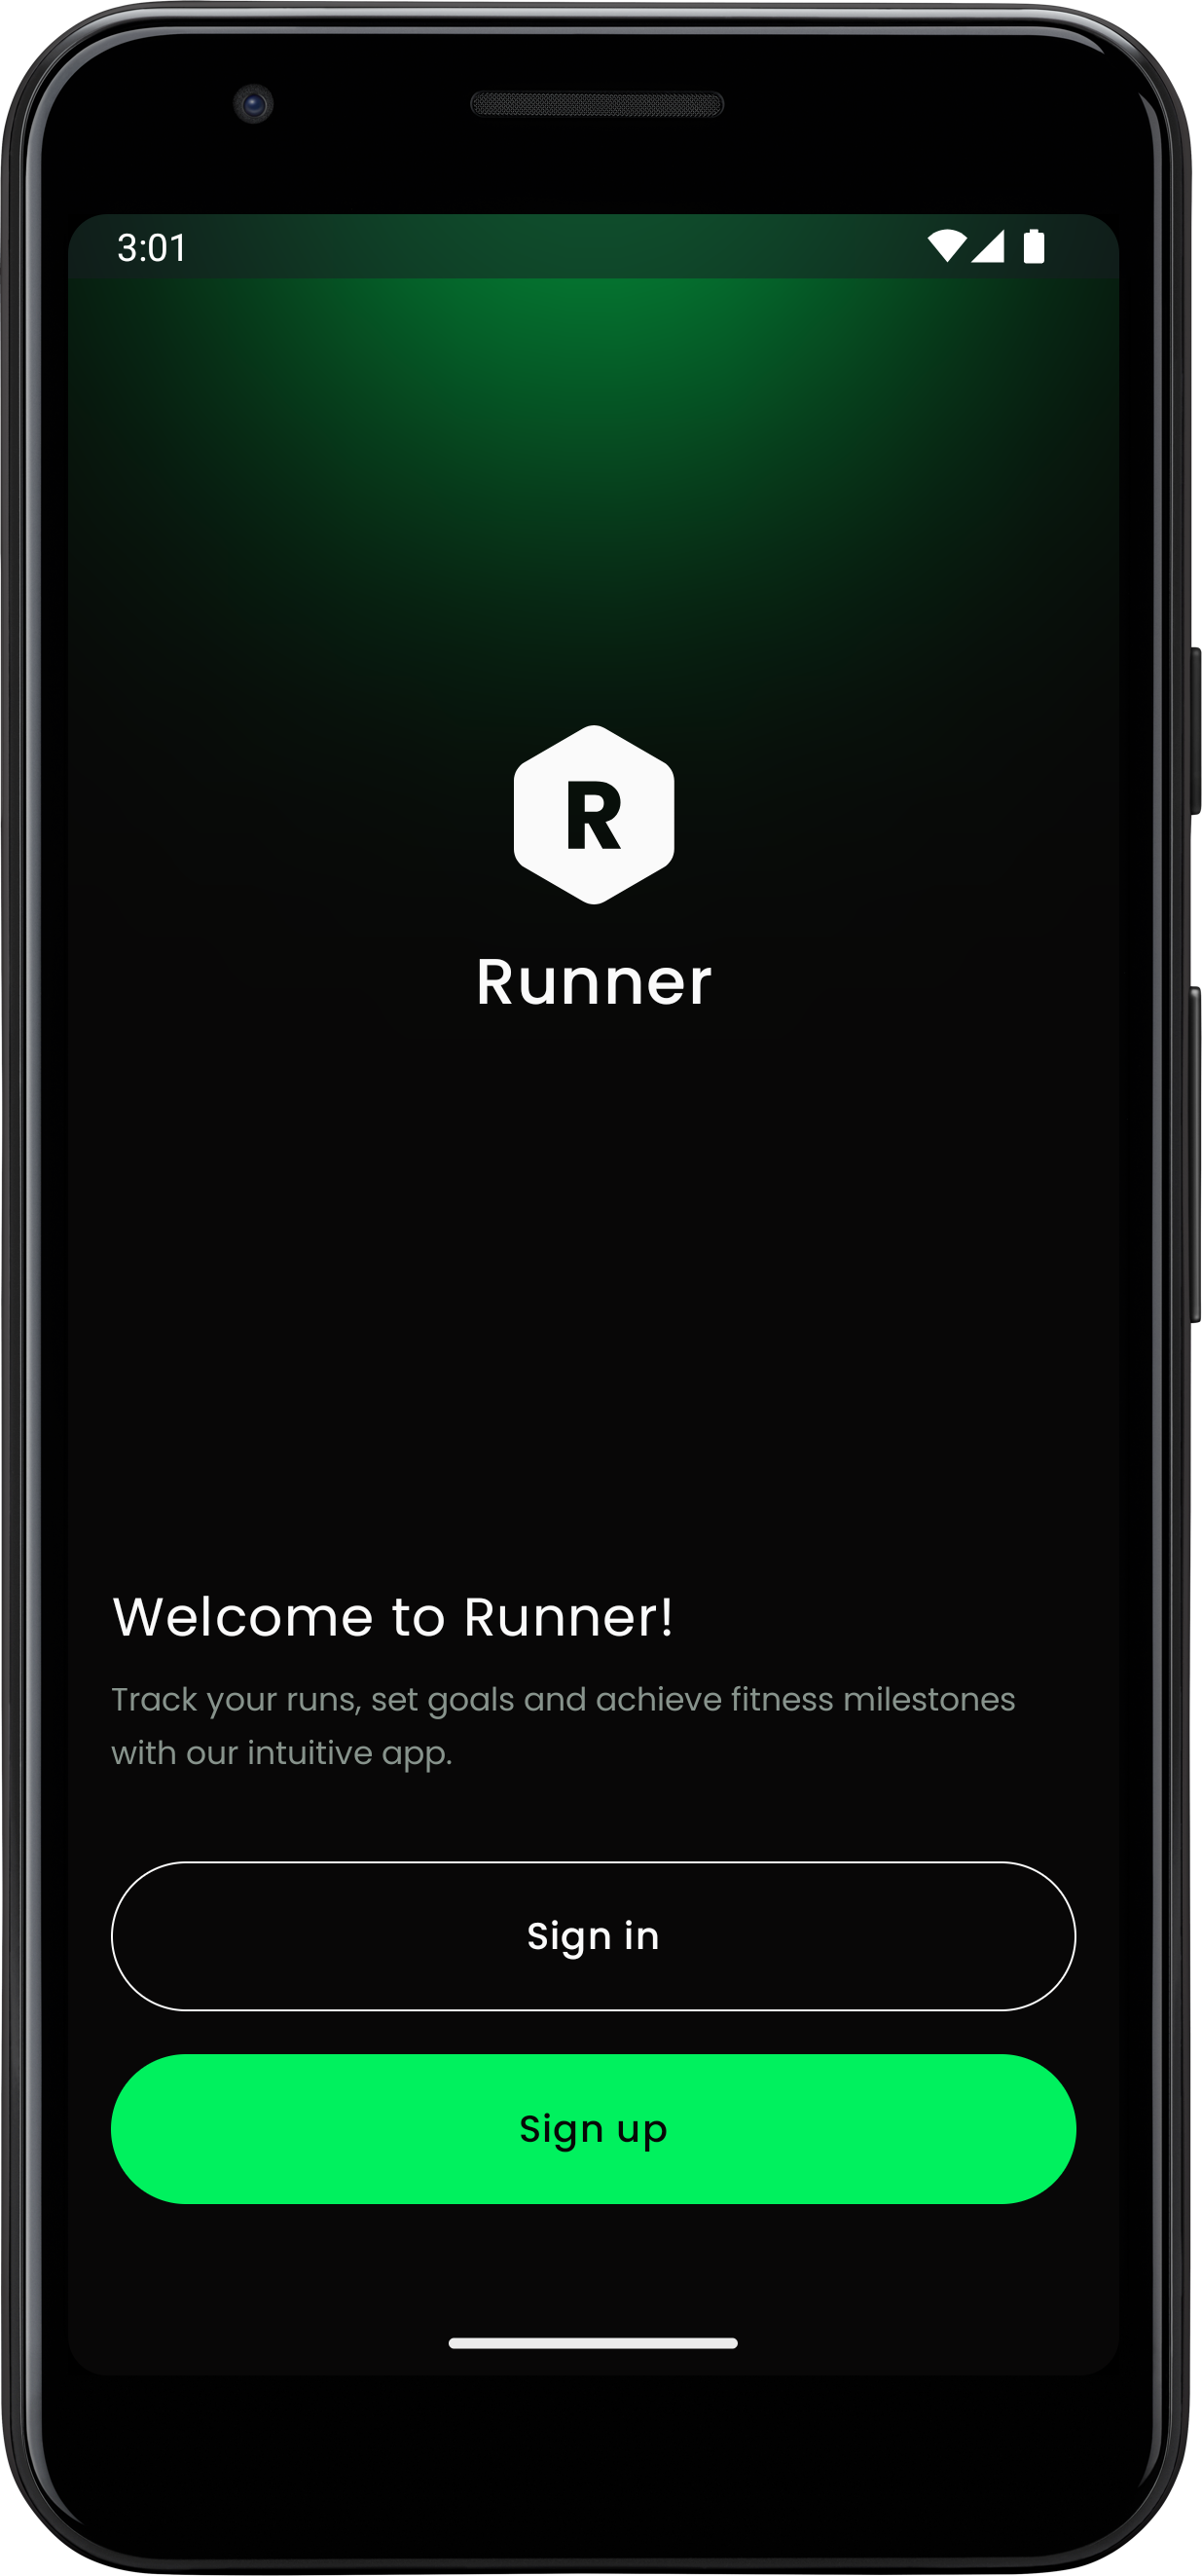 3:01
R
Runner
Welcome to Runner!
Track your runs, set goals and achieve fitness milestones
with our intuitive app.
Sign in
Sign up